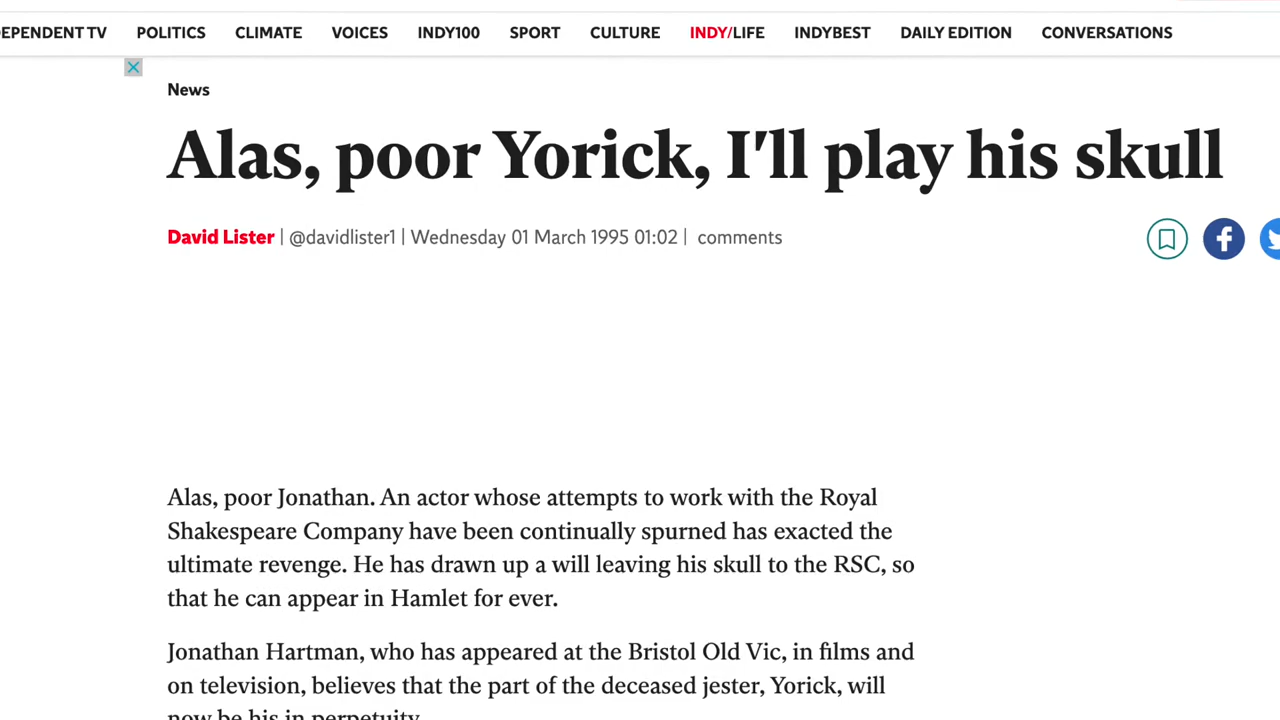 EPENDENT TV POLITICS CLIMATE VOICES INDY100 SPORT CULTURE INDY/LIFE INDYBEST DAILY EDITION CONVERSATIONS
News
Alas, poor Yorick, I'll play his skull
David Lister | @davidlister1 | Wednesday 01 March 1995 01:02 | comments
Alas, poor Jonathan. An actor whose attempts to work with the Royal
Shakespeare Company have been continually spurned has exacted the
ultimate revenge. He has drawn up a will leaving his skull to the RSC, so
that he can appear in Hamlet for ever.
Jonathan Hartman, who has appeared at the Bristol Old Vic, in films and
on television, believes that the part of the deceased jester, Yorick, will
now be his in perpetuity.